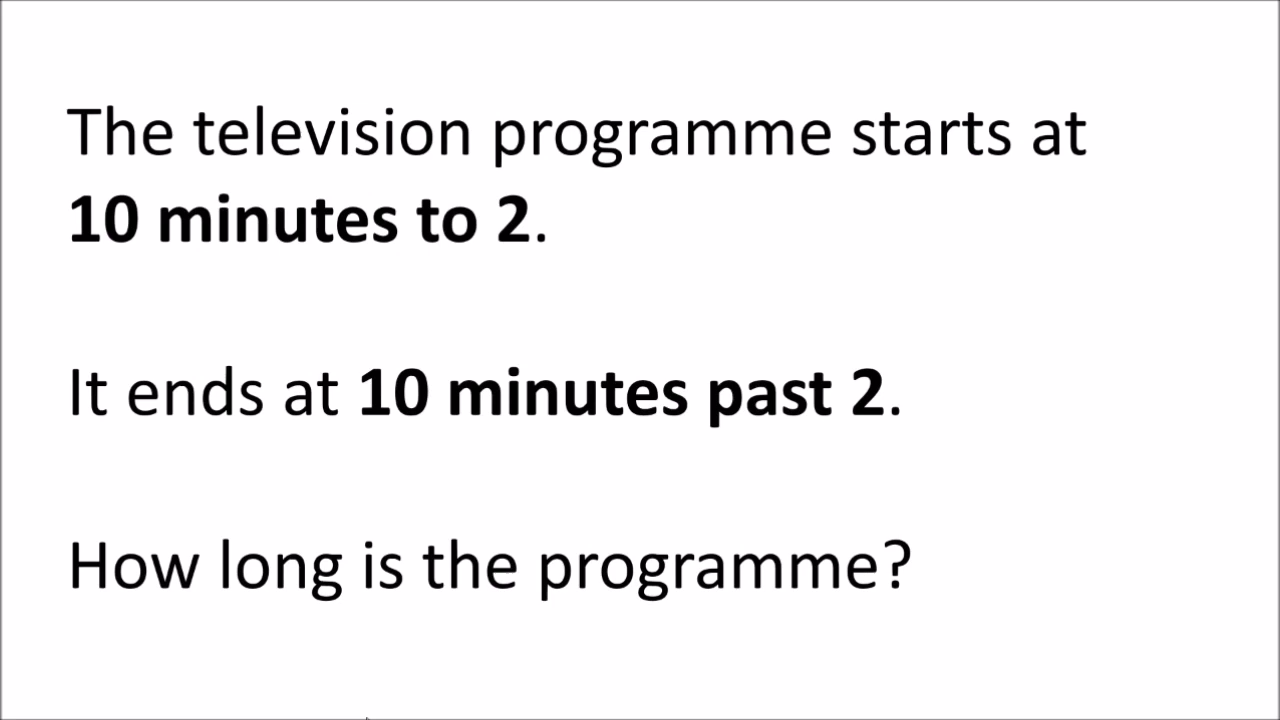 The television programme starts at
10 minutes to 2.
It ends at 10 minutes past 2.
How long is the programme?